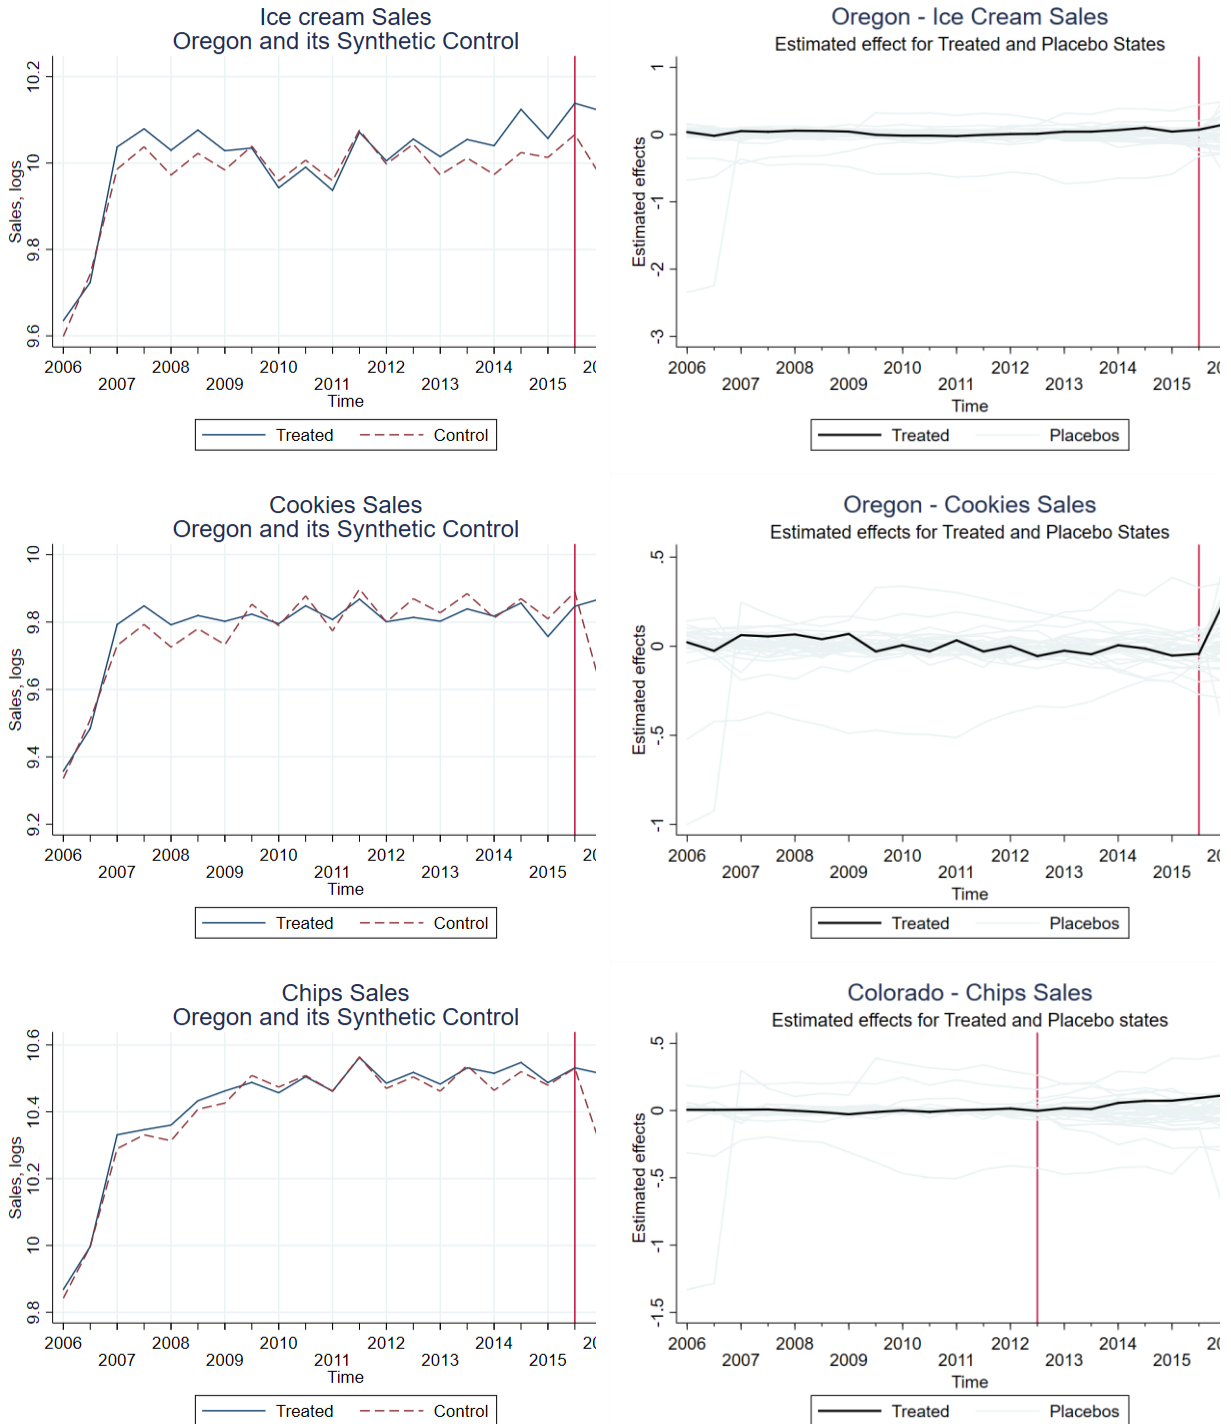 Ice cream Sales
Oregon and its Synthetic Control
Sales, logs
10.2
10
9.8
9.6
2006 2008 2010 2012 2014 20
2007 2009 2011 2013 2015
Time
Treated Control
Oregon - Ice Cream Sales
Estimated effect for Treated and Placebo States
Estimated effects
1
0
-1
-2
-3
2006 2008 2010 2012 2014 20
2007 2009 2011 2013 2015
Time
Treated Placebos
Cookies Sales
Oregon and its Synthetic Control
Sales, logs
10
9.8
9.6
9.4
9.2
2006 2008 2010 2012 2014 20
2007 2009 2011 2013 2015
Time
Treated Control
Oregon - Cookies Sales
Estimated effects for Treated and Placebo States
Estimated effects
.5
0
-.5
-1
2006 2008 2010 2012 2014 20
2007 2009 2011 2013 2015
Time
Treated Placebos
Chips Sales
Oregon and its Synthetic Control
Sales, logs
10.6
10.4
10.2
10
9.8
2006 2008 2010 2012 2014 20
2007 2009 2011 2013 2015
Time
Treated Control
Colorado - Chips Sales
Estimated effects for Treated and Placebo states
Estimated effects
.5
0
-.5
-1
-1.5
2006 2008 2010 2012 2014 20
2007 2009 2011 2013 2015
Time
Treated Placebos